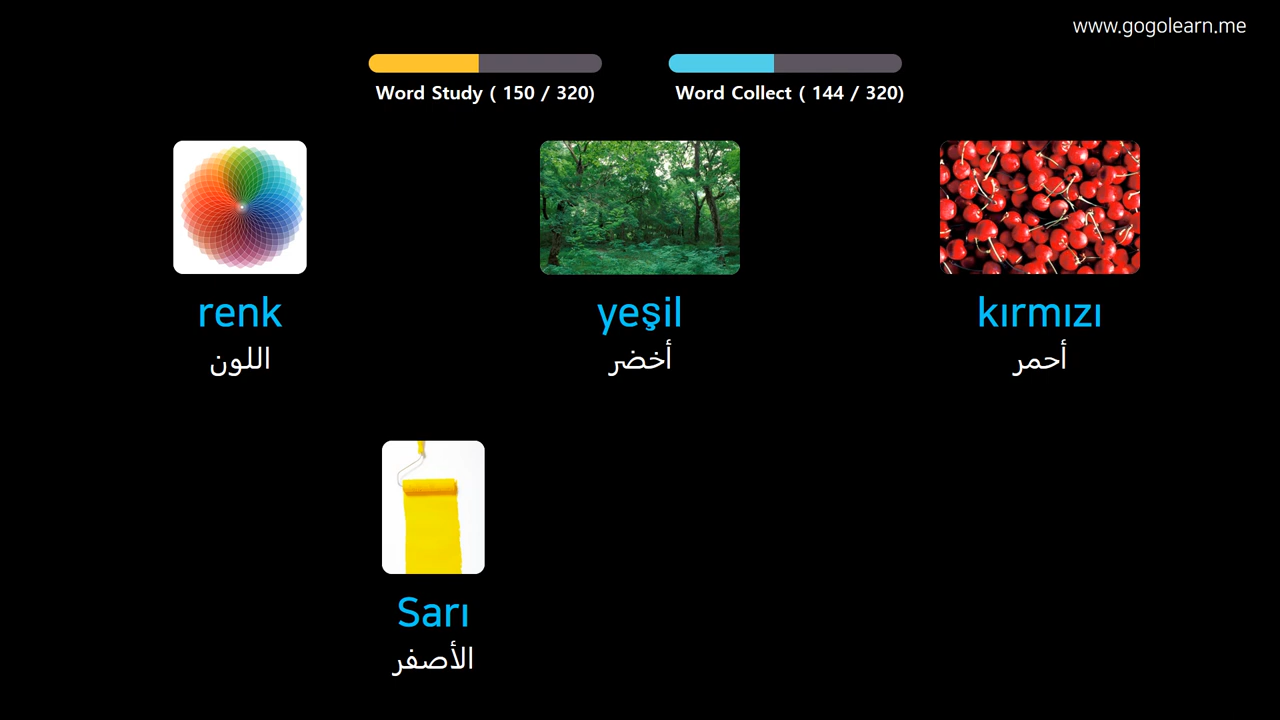 www.gogolearn.me
Word Study ( 150 / 320)
Word Collect ( 144 / 320)
renk
اللون
yeşil
أخضر
kırmızı
أحمر
Sarı
الأصفر